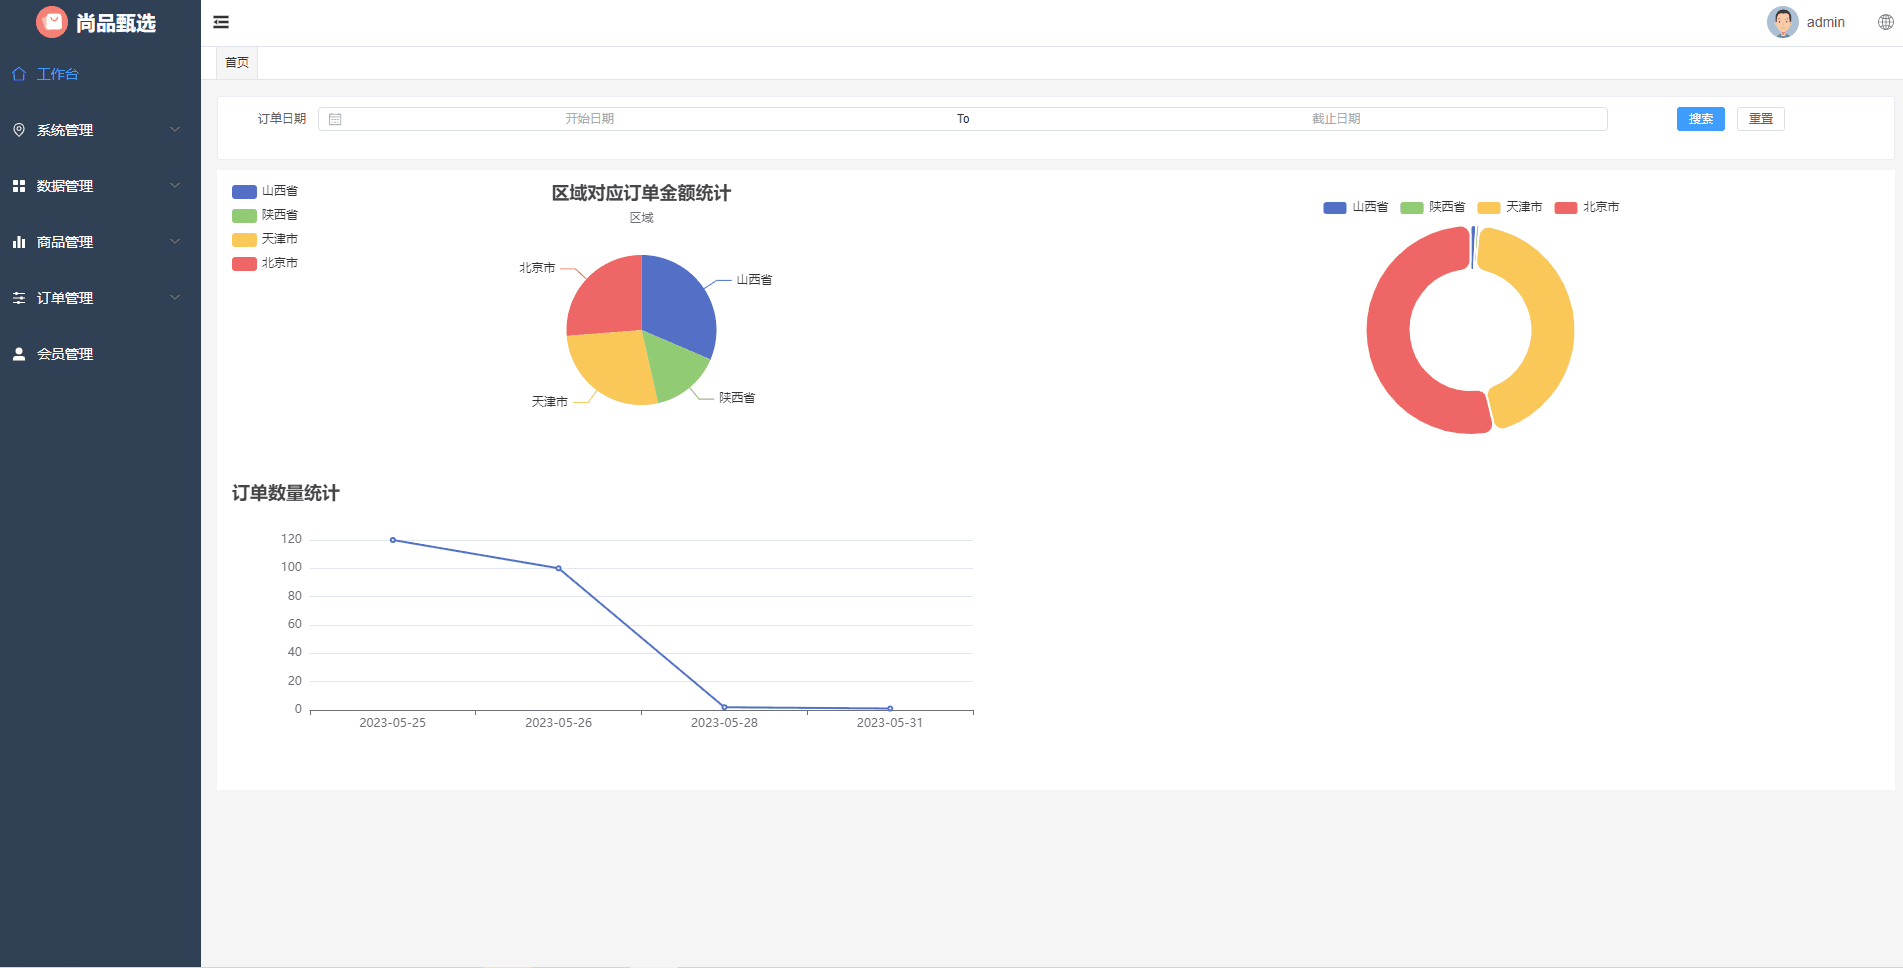 尚品甄选
admin
工作台
系统管理
数据管理
商品管理
订单管理
会员管理
首页
订单日期 开始日期 To 截止日期 搜索 重置
山西省
陕西省
天津市
北京市
区域对应订单金额统计
区域
北京市
山西省
天津市
陕西省
山西省 陕西省 天津市 北京市
订单数量统计
120
100
80
60
40
20
0
2023-05-25 2023-05-26 2023-05-28 2023-05-31